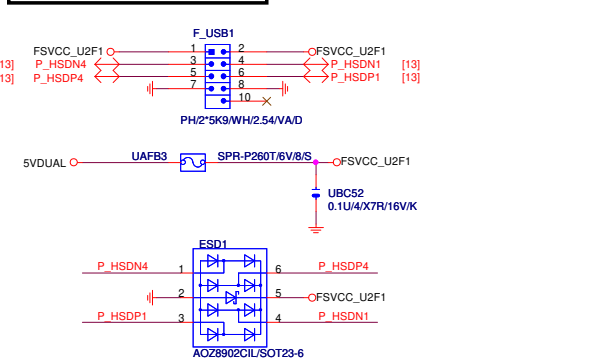 F_USB1
FSVCC_U2F1 1 2 FSVCC_U2F1
13] P_HSDN4 3 4 P_HSDN1 [13]
13] P_HSDP4 5 6 P_HSDP1 [13]
7 8
10
PH/2*5K9/WH/2.54/VA/D
5VDUAL UAFB3 SPR-P260T/6V/8/S FSVCC_U2F1
UBC52
0.1U/4/X7R/16V/K
ESD1
P_HSDN4 1 6 P_HSDP4
2 5 FSVCC_U2F1
P_HSDP1 3 4 P_HSDN1
AOZ8902CIL/SOT23-6